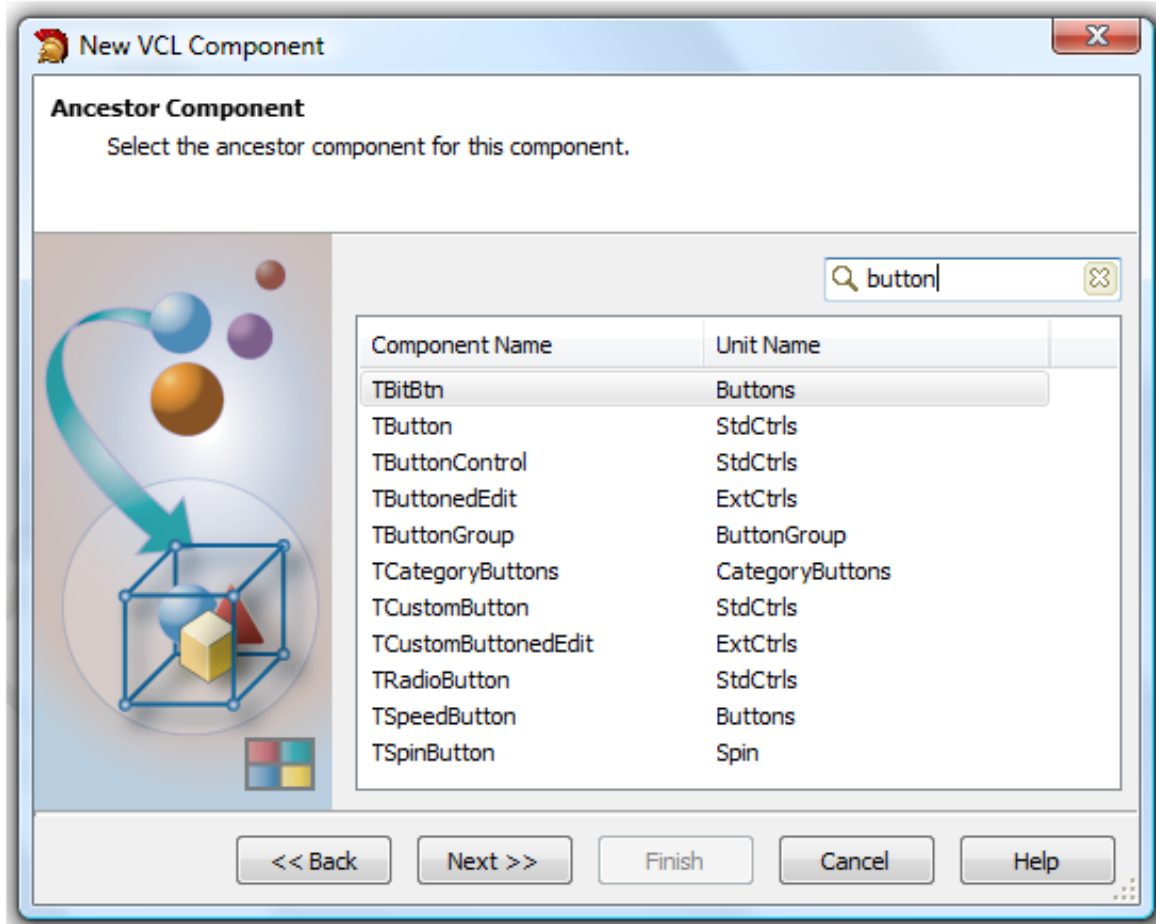 New VCL Component
Ancestor Component
Select the ancestor component for this component.
button
Component Name Unit Name
TBitBtn Buttons
TButton StdCtrls
TButtonControl StdCtrls
TButtonedEdit ExtCtrls
TButtonGroup ButtonGroup
TCategoryButtons CategoryButtons
TCustomButton StdCtrls
TCustomButtonedEdit ExtCtrls
TRadioButton StdCtrls
TSpeedButton Buttons
TSpinButton Spin
<< Back Next >> Finish Cancel Help